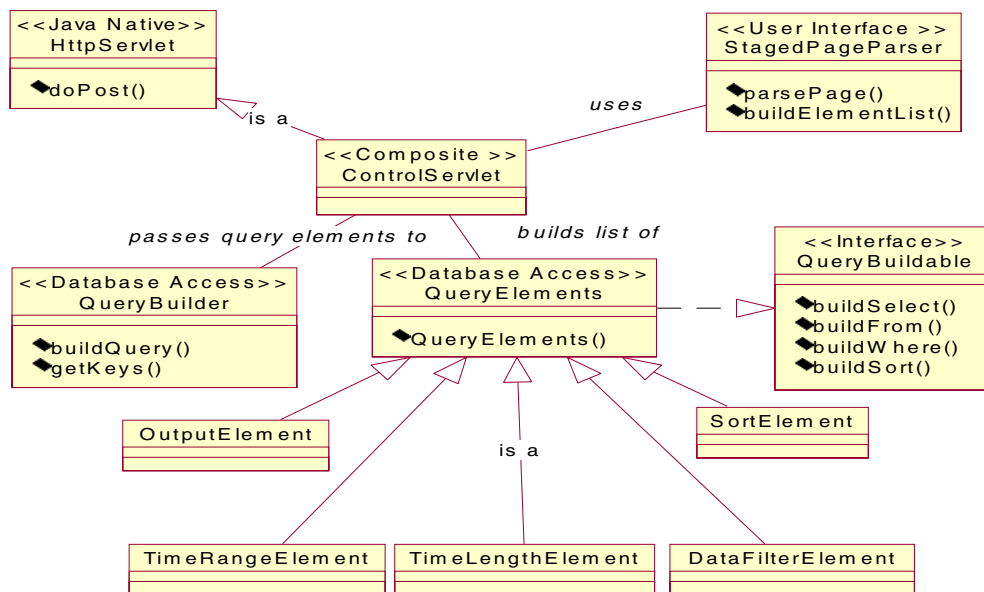 <<Java Native>>
HttpServlet
doPost()
<<User Interface >>
StagedPageParser
parsePage()
buildElementList()
uses
is a
<<Composite >>
ControlServlet
passes query elements to
builds list of
<<Database Access>>
QueryBuilder
buildQuery()
getKeys()
<<Database Access>>
QueryElements
QueryElements()
<<Interface>>
QueryBuildable
buildSelect()
buildFrom()
buildWhere()
buildSort()
OutputElement
is a
SortElement
TimeRangeElement
TimeLengthElement
DataFilterElement